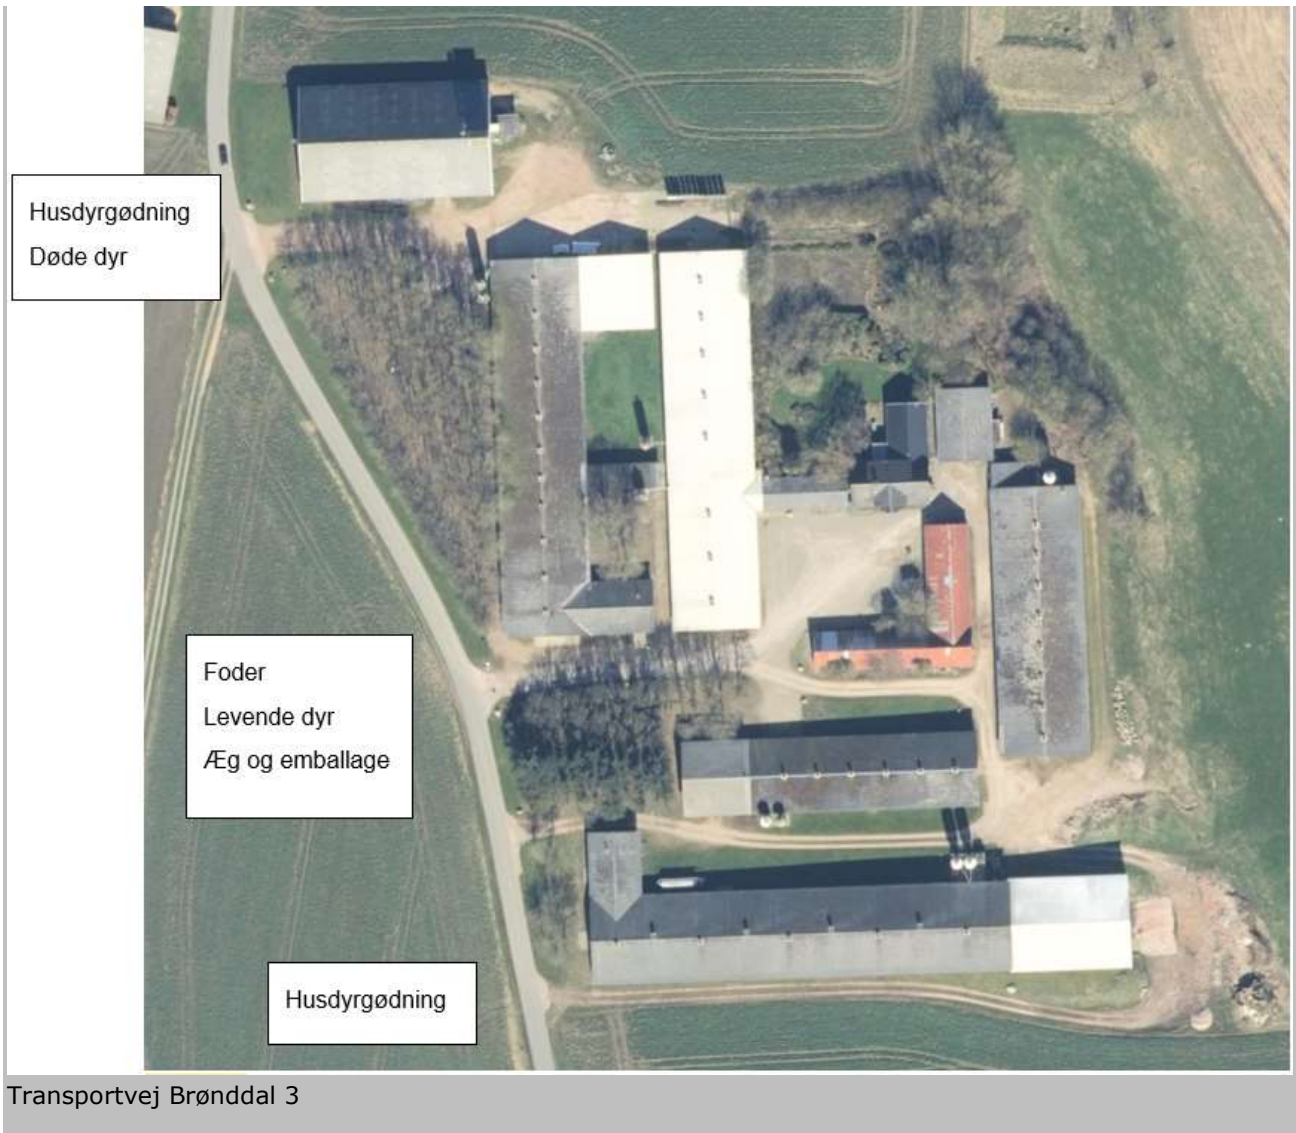 Husdyrgødning
Døde dyr
Foder
Levende dyr
Æg og emballage
Husdyrgødning
Transportvej Brønddal 3